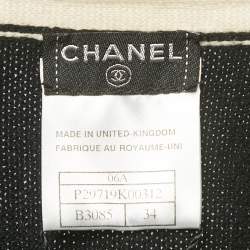 CHANEL
MADE IN UNITED-KINGDOM
FABRIQUE AU ROYAUME-UNI
06A
P29719K00312
B3085 34